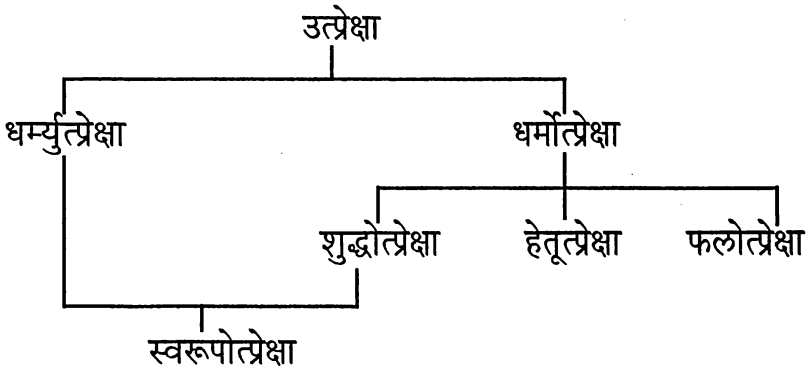 उत्प्रेक्षा
धर्म्युत्प्रेक्षा धर्मोत्प्रेक्षा
शुद्धोत्प्रेक्षा हेतूत्प्रेक्षा फलोत्प्रेक्षा
स्वरूपोत्प्रेक्षा